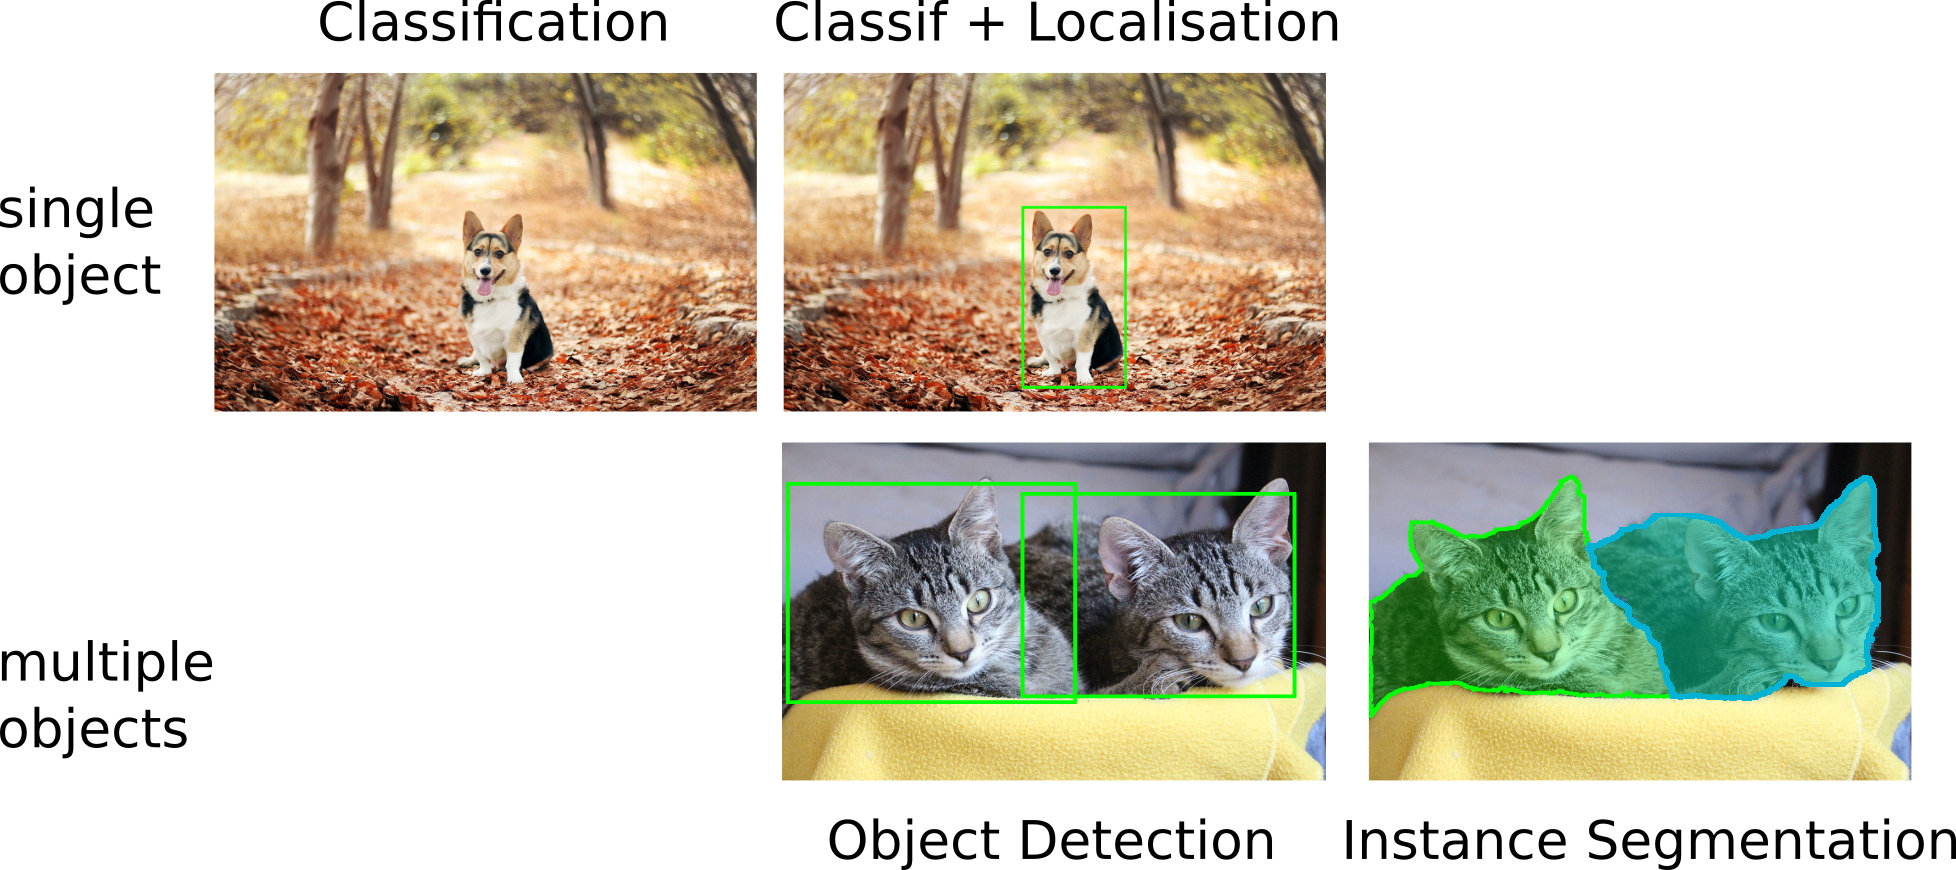 Classification
Classif + Localisation
single
object
multiple
objects
Object Detection
Instance Segmentation